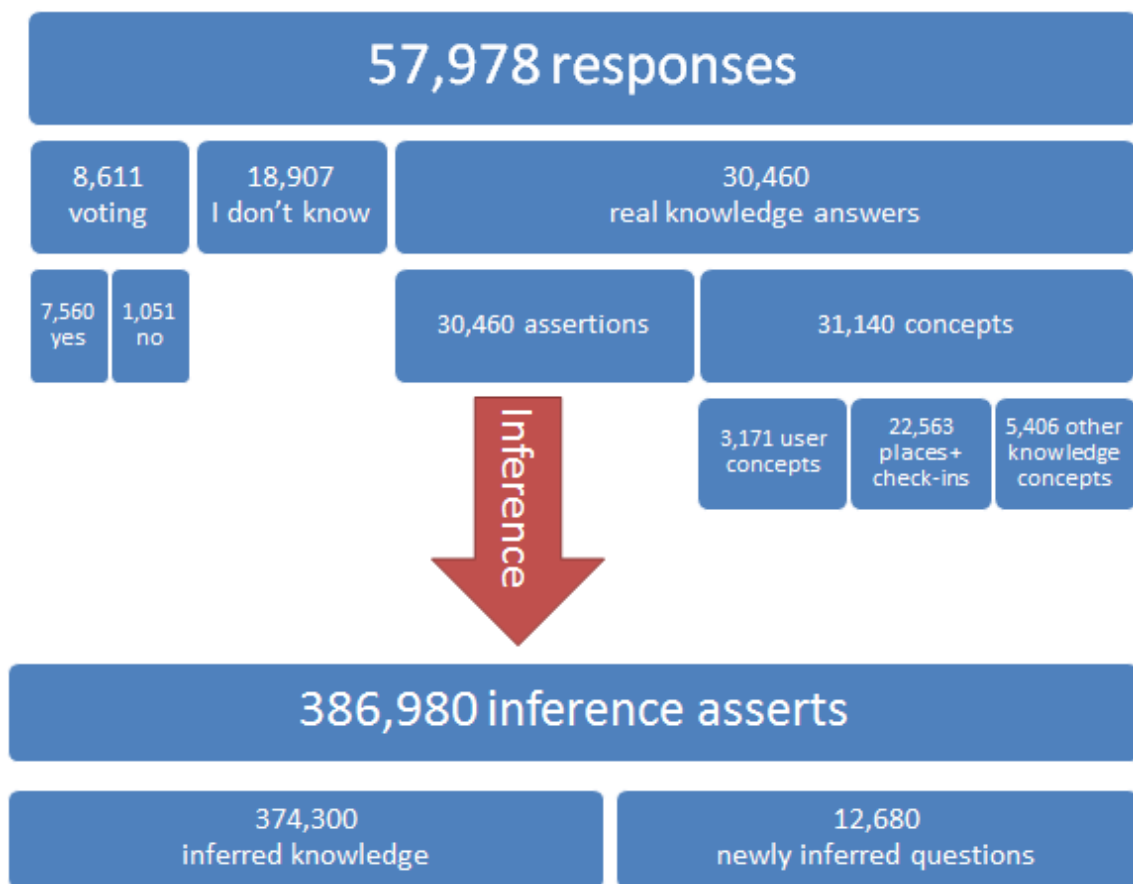 57,978 responses
8,611
voting
18,907
I don't know
30,460
real knowledge answers
7,560
yes
1,051
no
30,460 assertions
31,140 concepts
Inference
3,171 user
concepts
22,563
places+
check-ins
5,406 other
knowledge
concepts
386,980 inference asserts
374,300
inferred knowledge
12,680
newly inferred questions